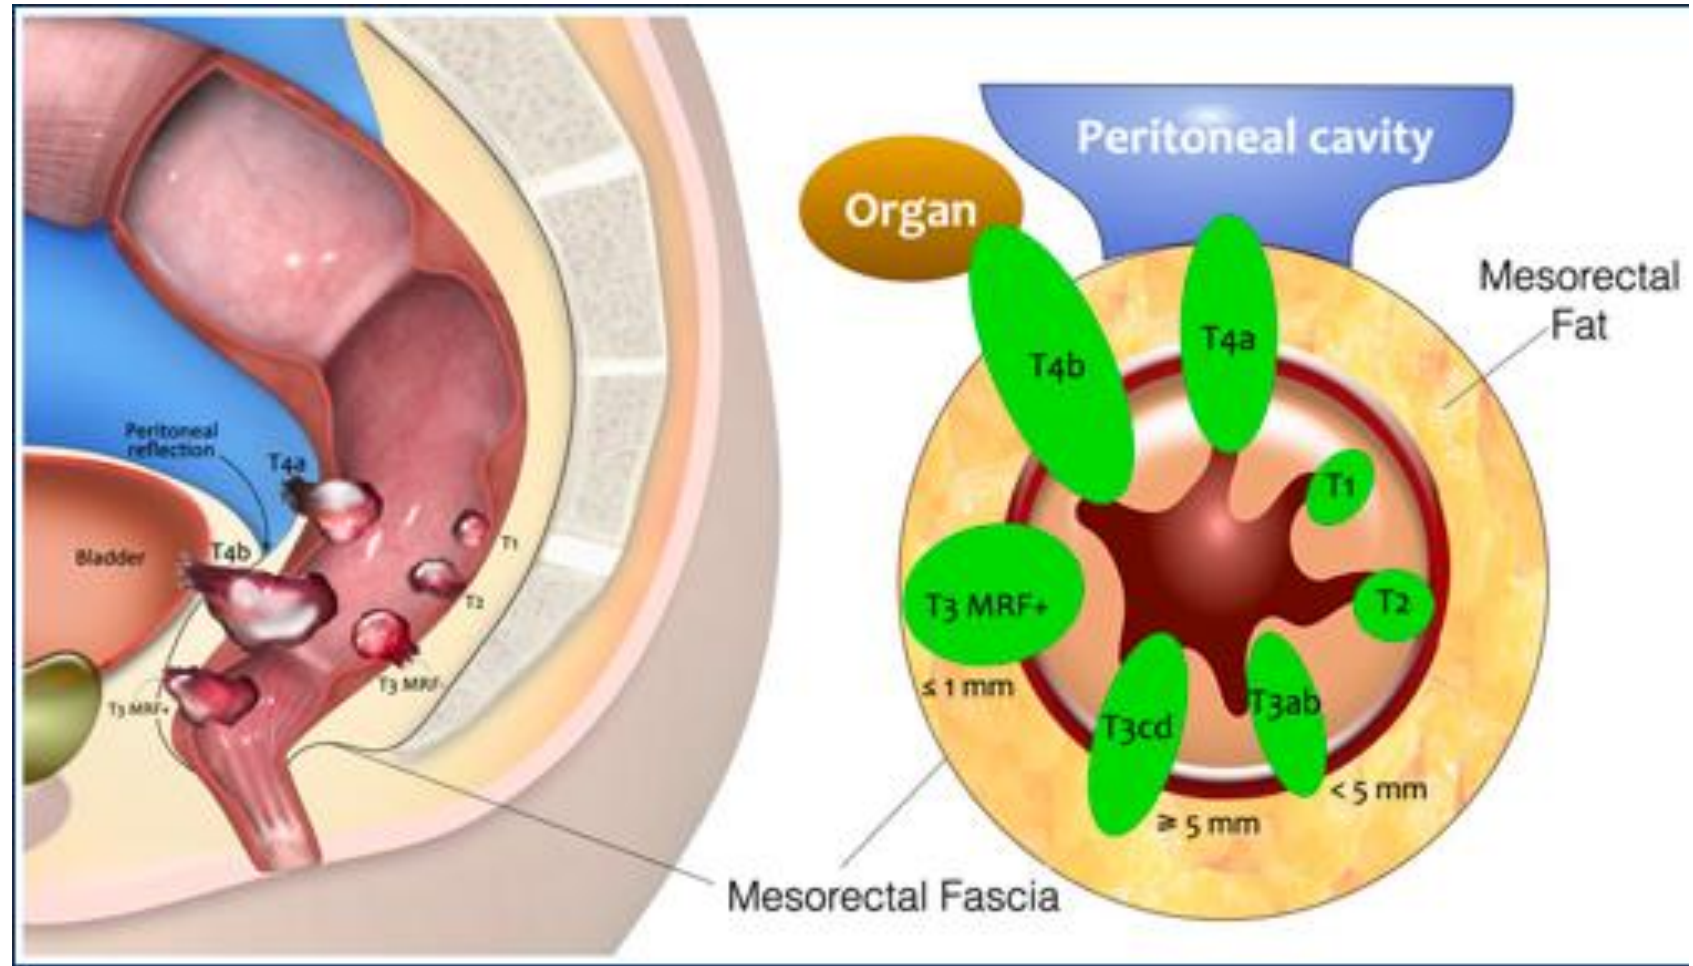 Peritoneal
reflection
T4a
Bladder
T4b
T1
T2
T3 MRF-
T3 MRF+
Peritoneal cavity
Organ
Mesorectal
Fat
T4b
T4a
T1
T3 MRF+
T2
≤ 1 mm
T3cd
T3ab
< 5 mm
≥ 5 mm
Mesorectal Fascia